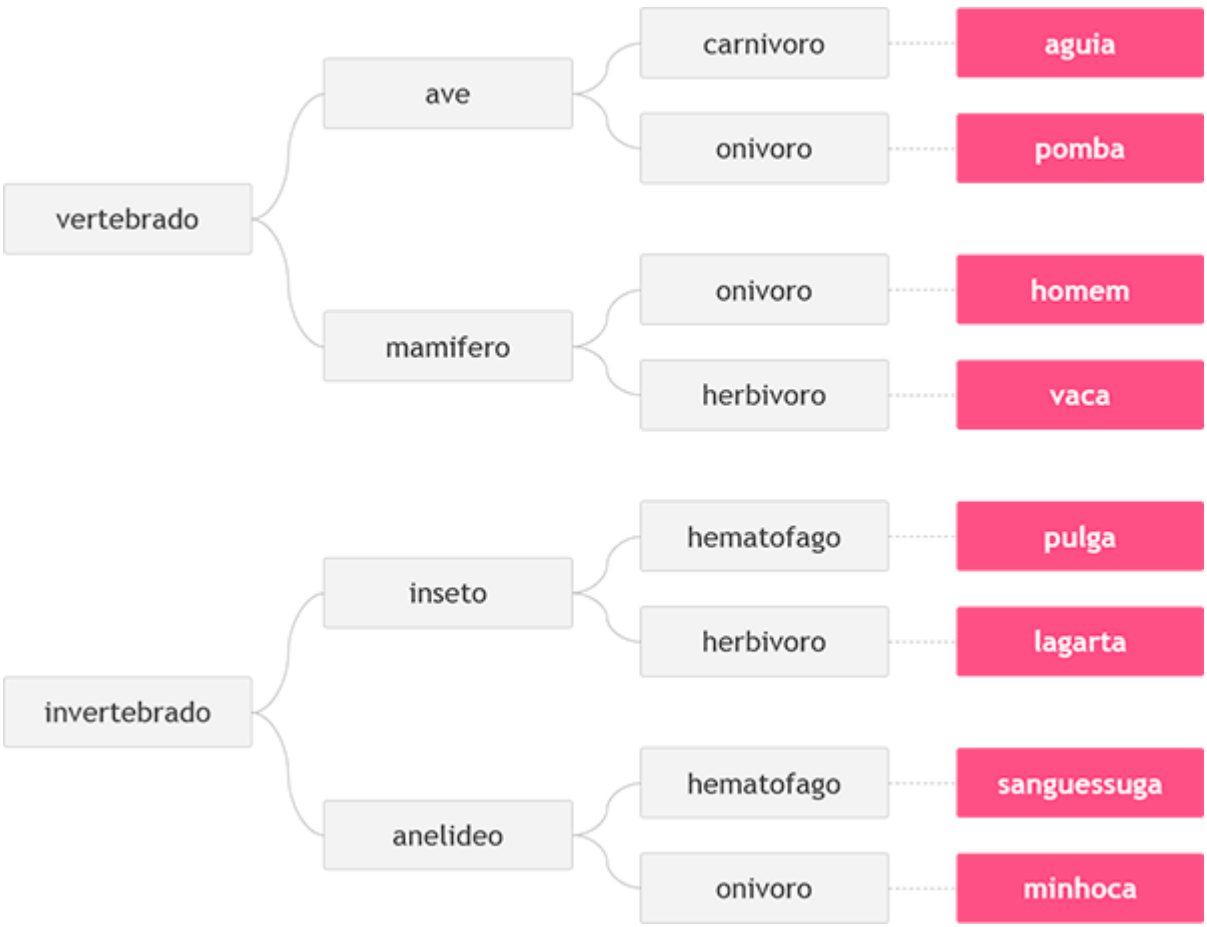 carnivoro aguia
ave
onivoro pomba
vertebrado
onivoro homem
mamifero
herbivoro vaca
hematofago pulga
inseto
herbivoro lagarta
invertebrado
hematofago sanguessuga
anelideo
onivoro minhoca